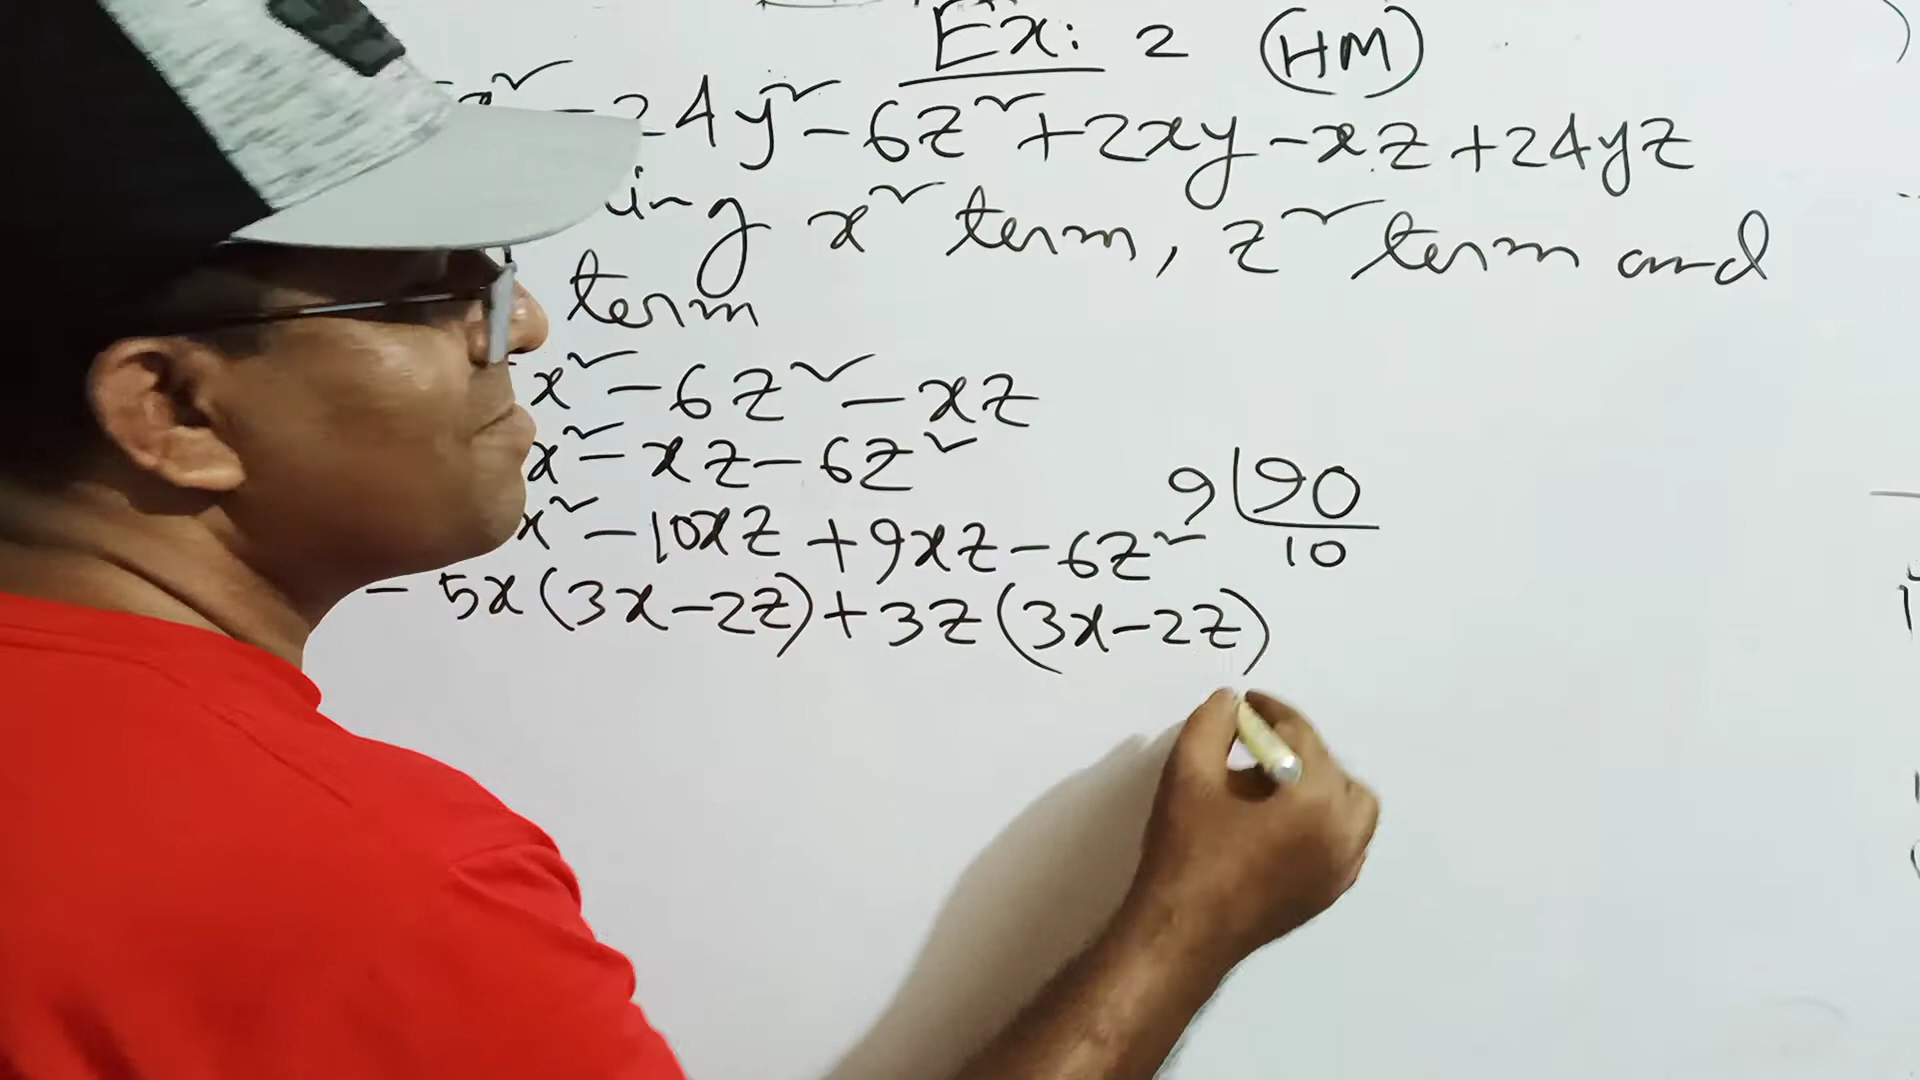 Ex: 2 (HM)
x² - 24y² - 6z² + 2xy - xz + 24yz
ing x² term, z² term and
term
x² - 6z² - xz
x² - xz - 6z²
x² - 10xz + 9xz - 6z²
9 | 90
10
- 5x(3x - 2z) + 3z(3x - 2z)